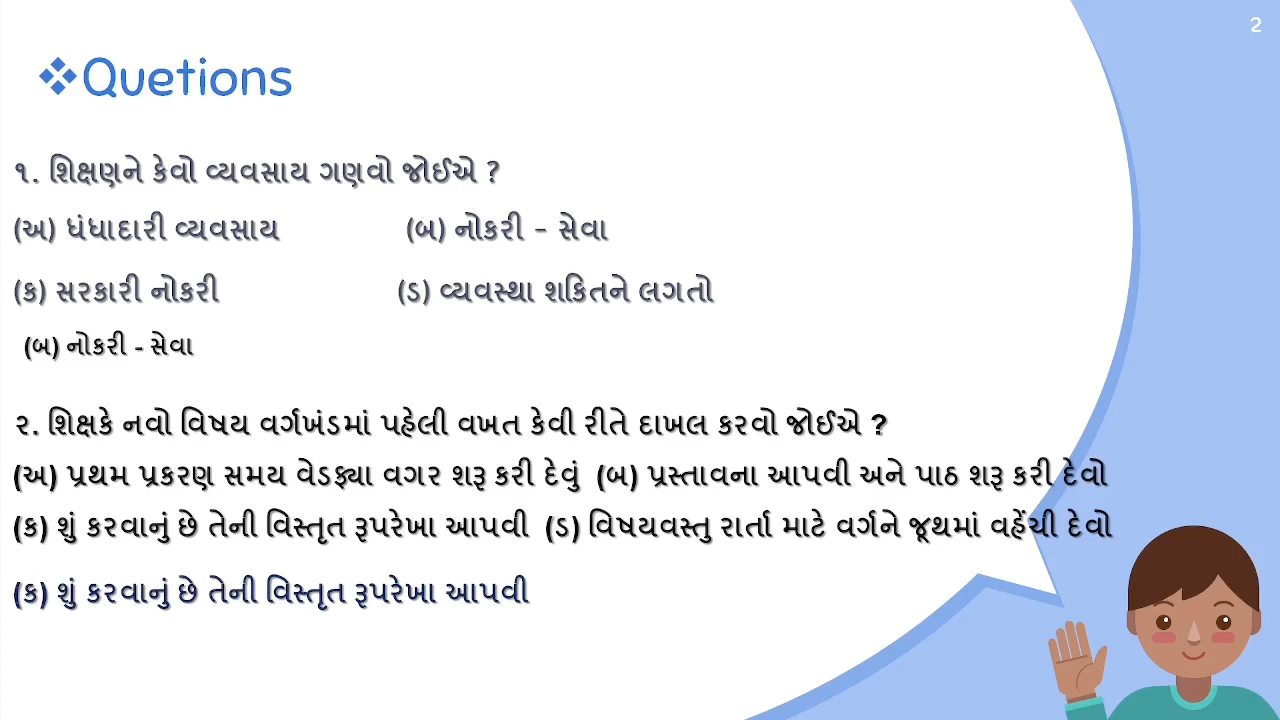 2
❖Quetions
૧. શિક્ષણને કેવો વ્યવસાય ગણવો જોઈએ ?
(અ) ધંધાદારી વ્યવસાય (બ) નોકરી – સેવા
(ક) સરકારી નોકરી (ડ) વ્યવસ્થા શકિતને લગતો
(બ) નોકરી - સેવા
૨. શિક્ષકે નવો વિષય વર્ગખંડમાં પહેલી વખત કેવી રીતે દાખલ કરવો જોઈએ ?
(અ) પ્રથમ પ્રકરણ સમય વેડફ્યા વગર શરૂ કરી દેવું (બ) પ્રસ્તાવના આપવી અને પાઠ શરૂ કરી દેવો
(ક) શું કરવાનું છે તેની વિસ્તૃત રૂપરેખા આપવી (ડ) વિષયવસ્તુ રાર્તા માટે વર્ગને જૂથમાં વહેંચી દેવો
(ક) શું કરવાનું છે તેની વિસ્તૃત રૂપરેખા આપવી